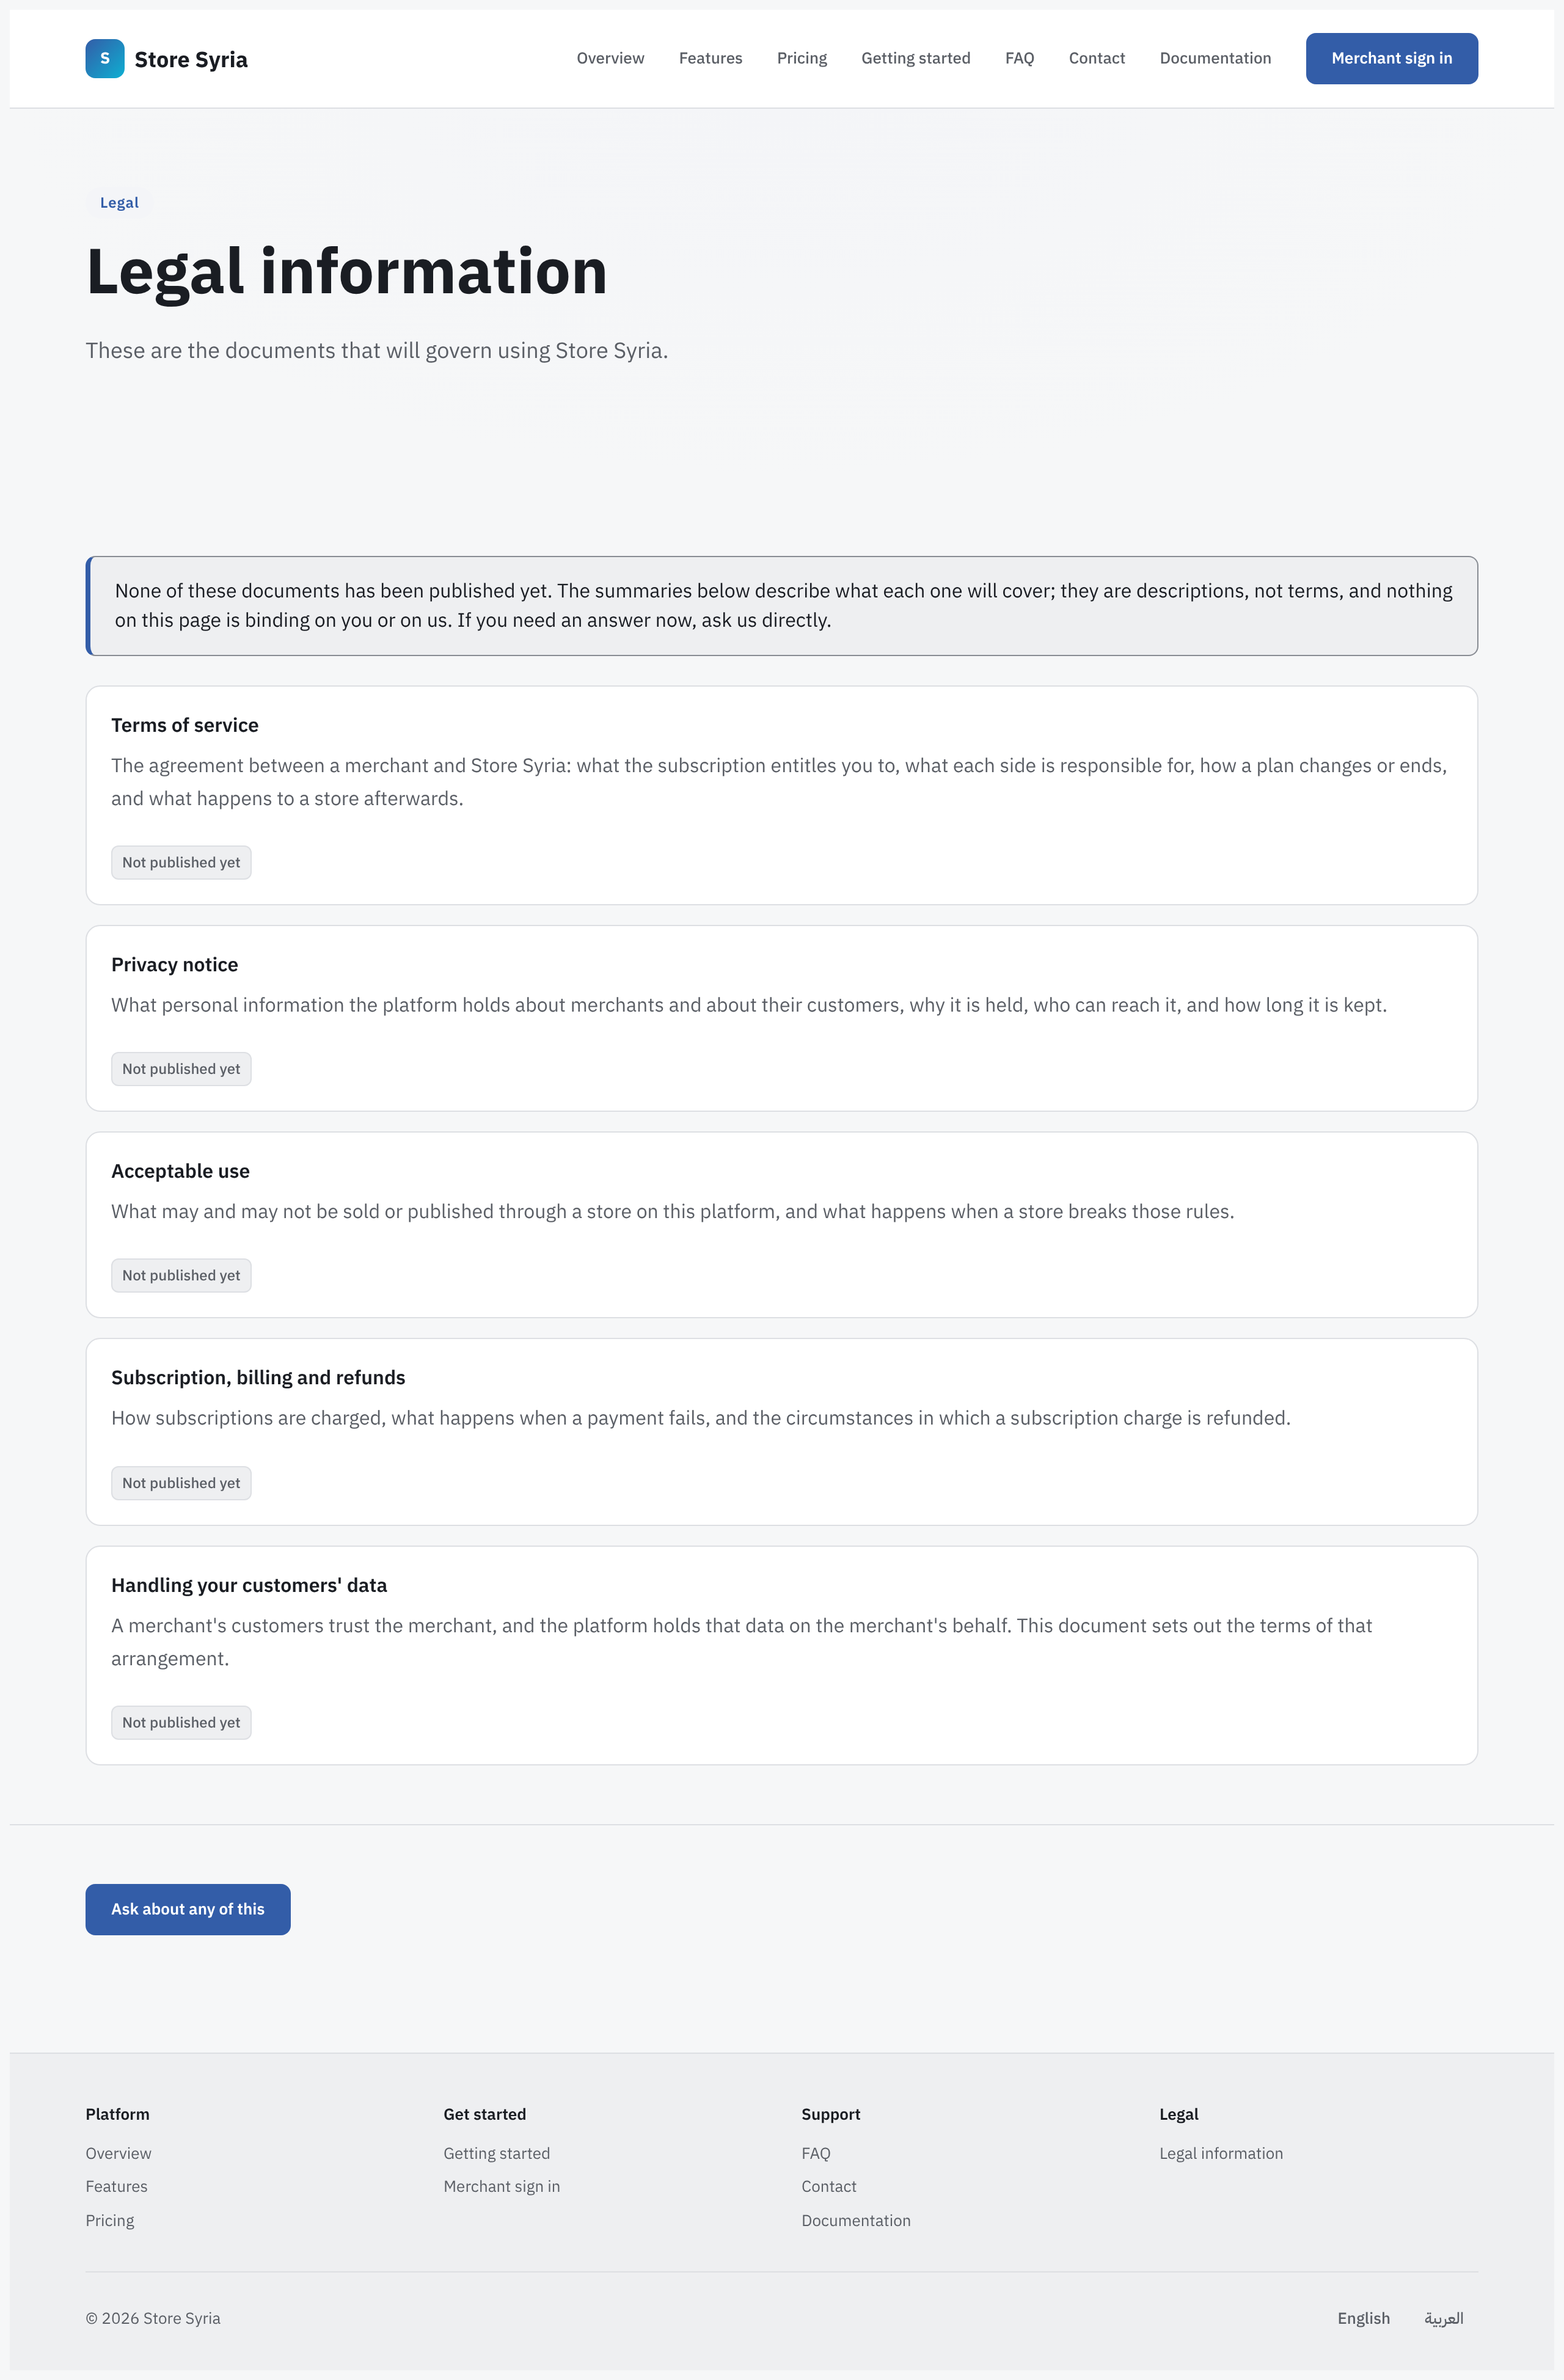 S
Store Syria
Overview
Features
Pricing
Getting started
FAQ
Contact
Documentation
Merchant sign in
Legal
Legal information
These are the documents that will govern using Store Syria.
None of these documents has been published yet. The summaries below describe what each one will cover; they are descriptions, not terms, and nothing
on this page is binding on you or on us. If you need an answer now, ask us directly.
Terms of service
The agreement between a merchant and Store Syria: what the subscription entitles you to, what each side is responsible for, how a plan changes or ends,
and what happens to a store afterwards.
Not published yet
Privacy notice
What personal information the platform holds about merchants and about their customers, why it is held, who can reach it, and how long it is kept.
Not published yet
Acceptable use
What may and may not be sold or published through a store on this platform, and what happens when a store breaks those rules.
Not published yet
Subscription, billing and refunds
How subscriptions are charged, what happens when a payment fails, and the circumstances in which a subscription charge is refunded.
Not published yet
Handling your customers' data
A merchant's customers trust the merchant, and the platform holds that data on the merchant's behalf. This document sets out the terms of that
arrangement.
Not published yet
Ask about any of this
Platform
Overview
Features
Pricing
Get started
Getting started
Merchant sign in
Support
FAQ
Contact
Documentation
Legal
Legal information
© 2026 Store Syria
English
العربية